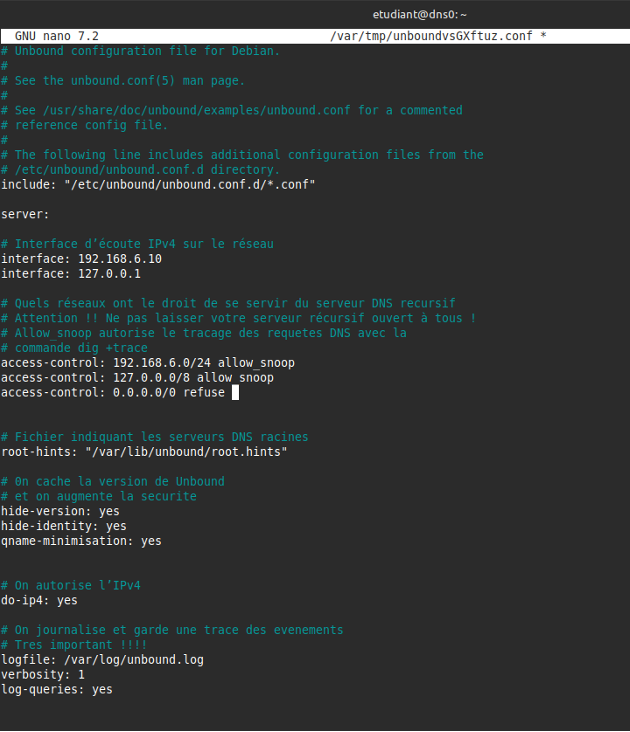 etudiant@dns0: ~
GNU nano 7.2 /var/tmp/unboundvsGXftuz.conf *
# Unbound configuration file for Debian.
#
# See the unbound.conf(5) man page.
#
# See /usr/share/doc/unbound/examples/unbound.conf for a commented
# reference config file.
#
# The following line includes additional configuration files from the
# /etc/unbound/unbound.conf.d directory.
include: "/etc/unbound/unbound.conf.d/*.conf"
server:
# Interface d’écoute IPv4 sur le réseau
interface: 192.168.6.10
interface: 127.0.0.1
# Quels réseaux ont le droit de se servir du serveur DNS recursif
# Attention !! Ne pas laisser votre serveur récursif ouvert à tous !
# Allow_snoop autorise le tracage des requetes DNS avec la
# commande dig +trace
access-control: 192.168.6.0/24 allow_snoop
access-control: 127.0.0.0/8 allow_snoop
access-control: 0.0.0.0/0 refuse
# Fichier indiquant les serveurs DNS racines
root-hints: "/var/lib/unbound/root.hints"
# 0n cache la version de Unbound
# et on augmente la securite
hide-version: yes
hide-identity: yes
qname-minimisation: yes
# On autorise l’IPv4
do-ip4: yes
# On journalise et garde une trace des evenements
# Tres important !!!!
logfile: /var/log/unbound.log
verbosity: 1
log-queries: yes